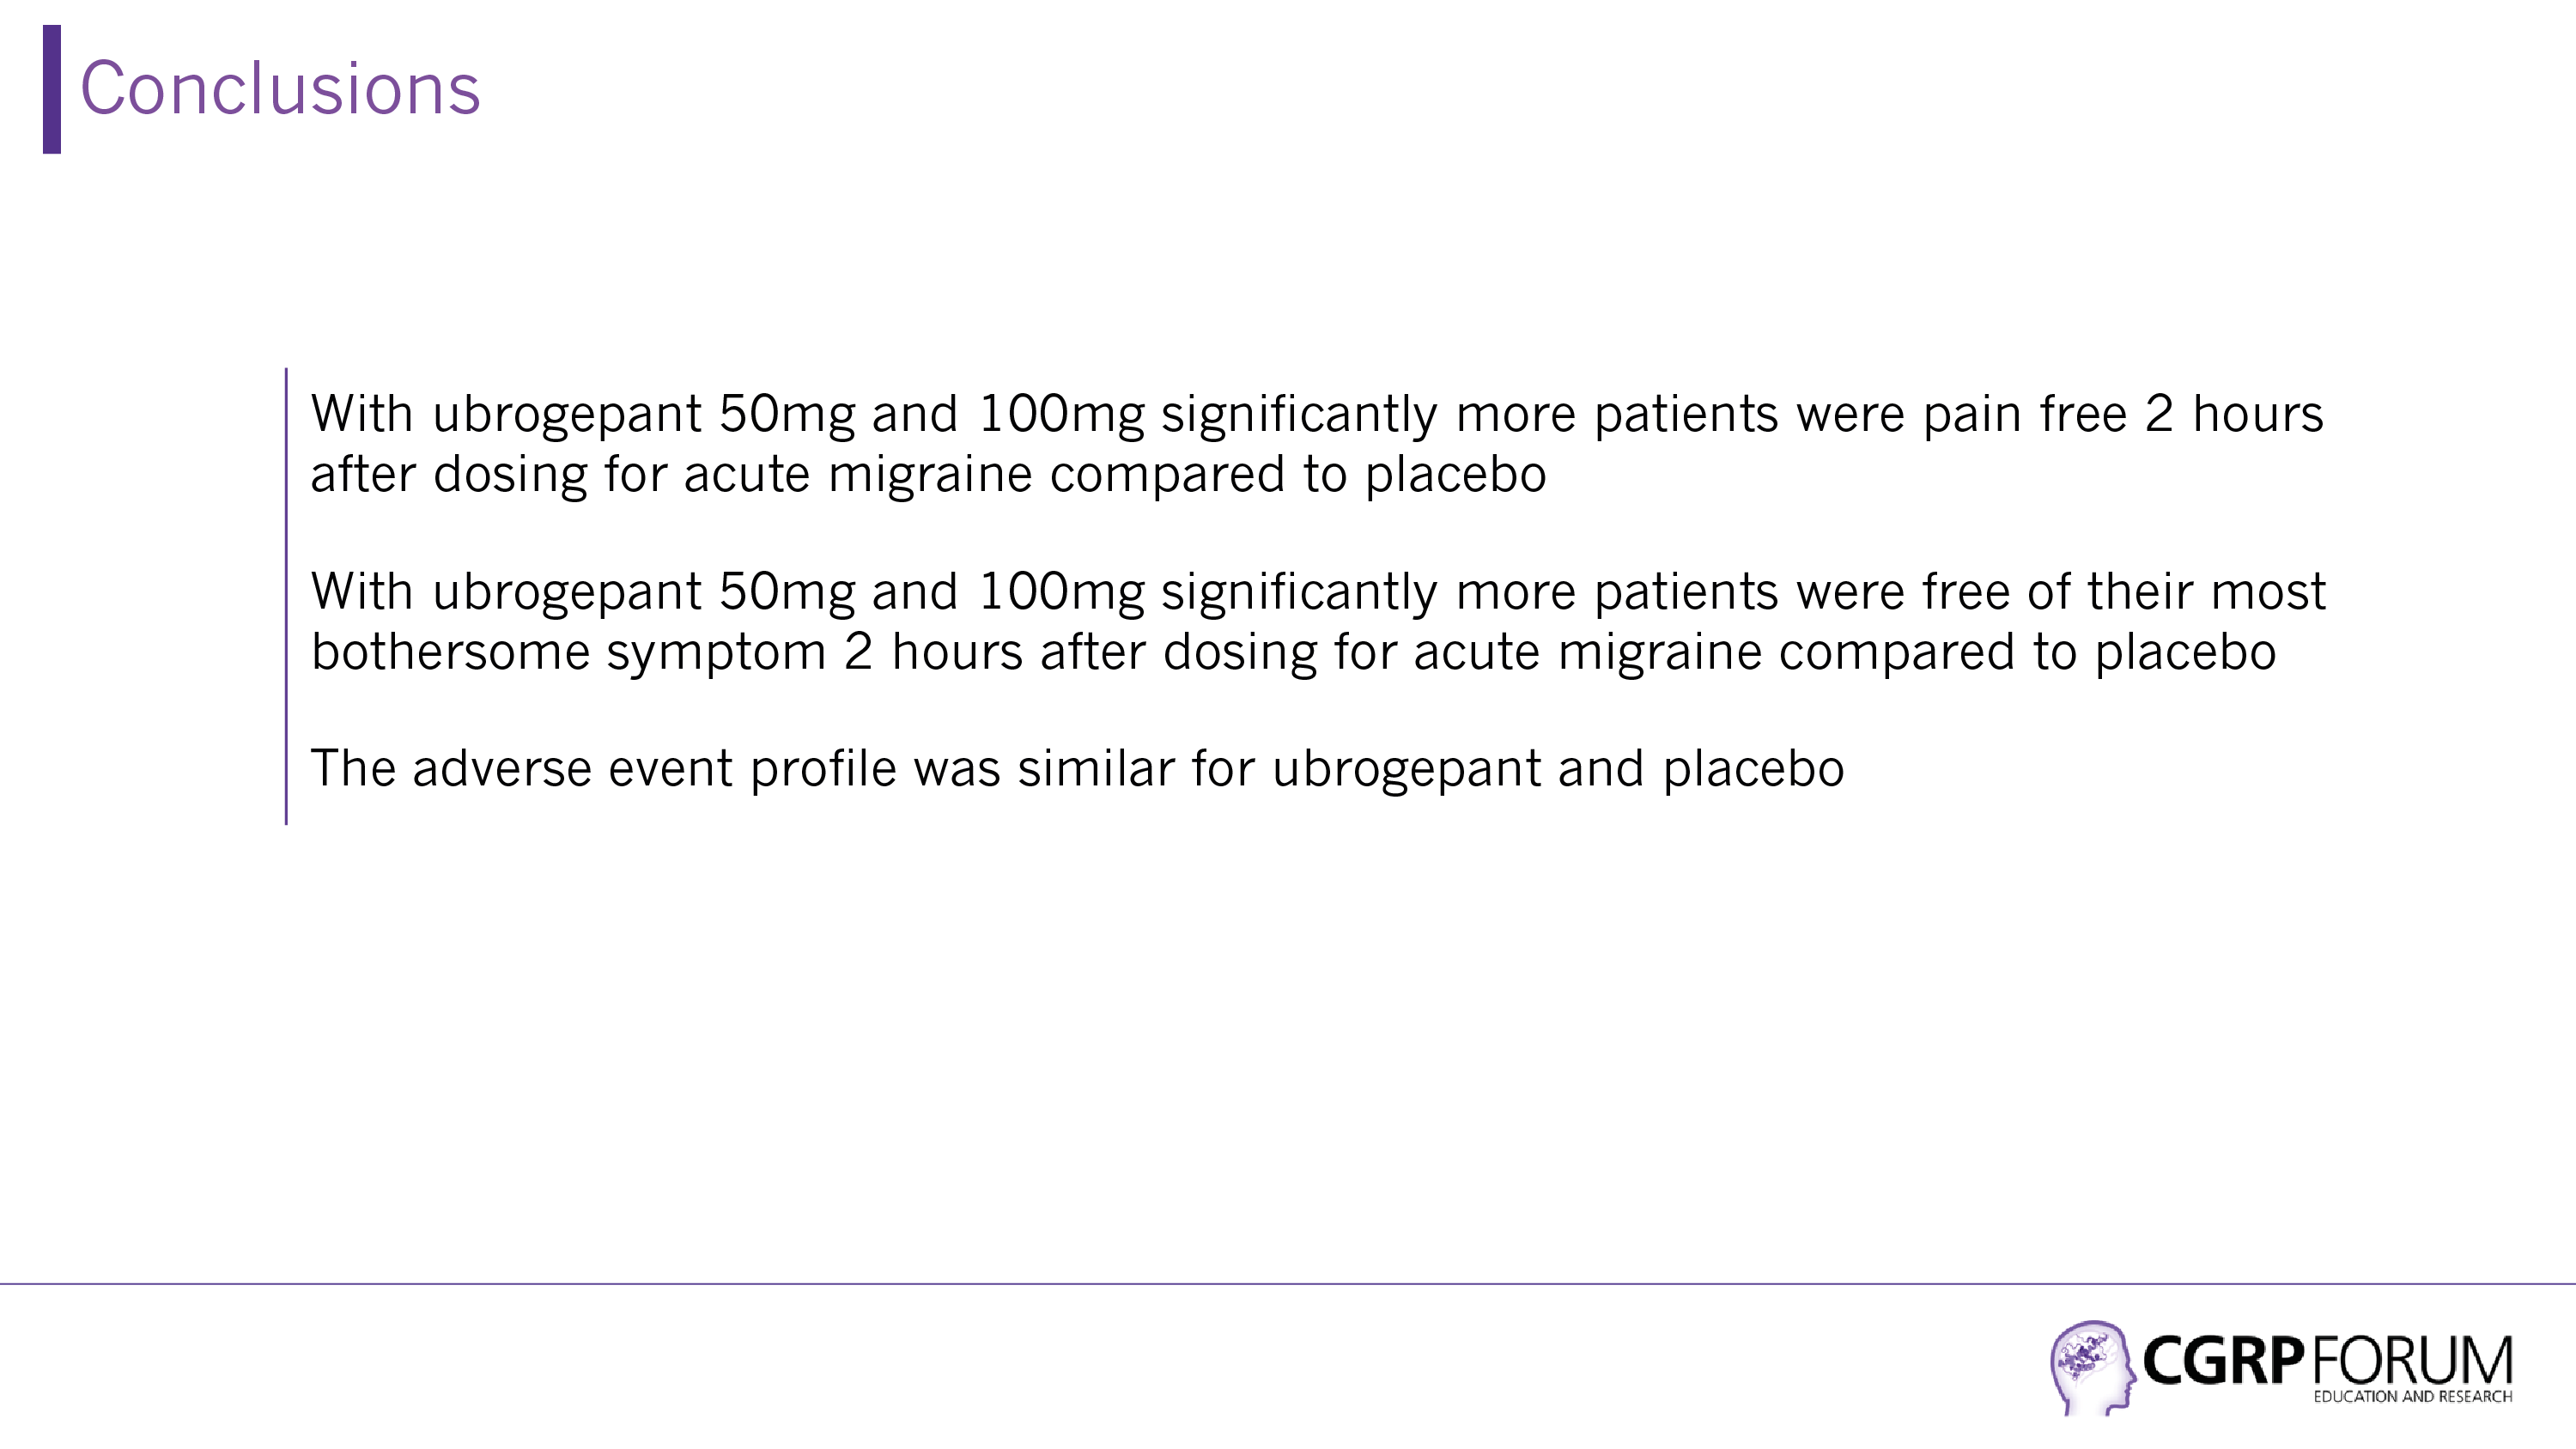 Conclusions
With ubrogepant 50mg and 100mg significantly more patients were pain free 2 hours
after dosing for acute migraine compared to placebo
With ubrogepant 50mg and 100mg significantly more patients were free of their most
bothersome symptom 2 hours after dosing for acute migraine compared to placebo
The adverse event profile was similar for ubrogepant and placebo
CGRP FORUM
EDUCATION AND RESEARCH